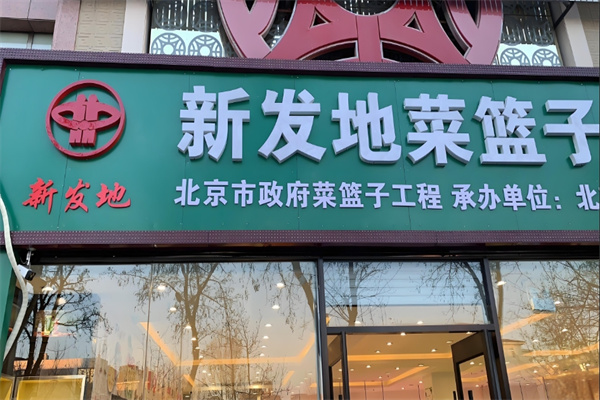 新发地菜篮子
新发地
北京市政府菜篮子工程 承办单位：北